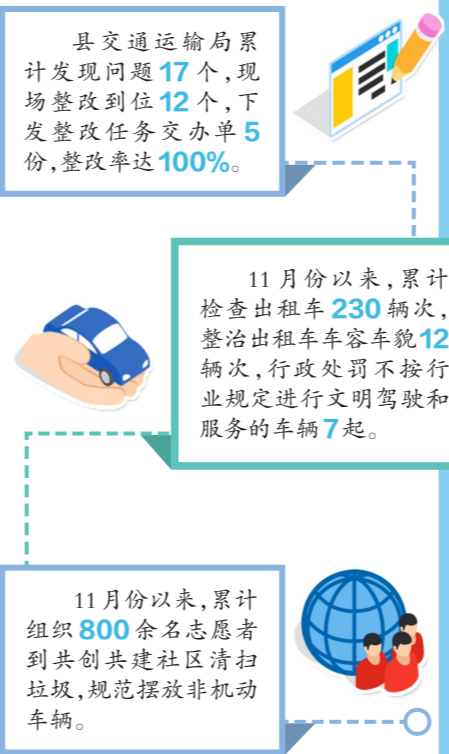 县交通运输局累
计发现问题17个,现
场整改到位12个,下
发整改任务交办单5
份,整改率达100%。
11月份以来,累计
检查出租车230辆次,
整治出租车车容车貌12
辆次,行政处罚不按行
业规定进行文明驾驶和
服务的车辆7起。
11月份以来,累计
组织800余名志愿者
到共创共建社区清扫
垃圾,规范摆放非机动
车辆。